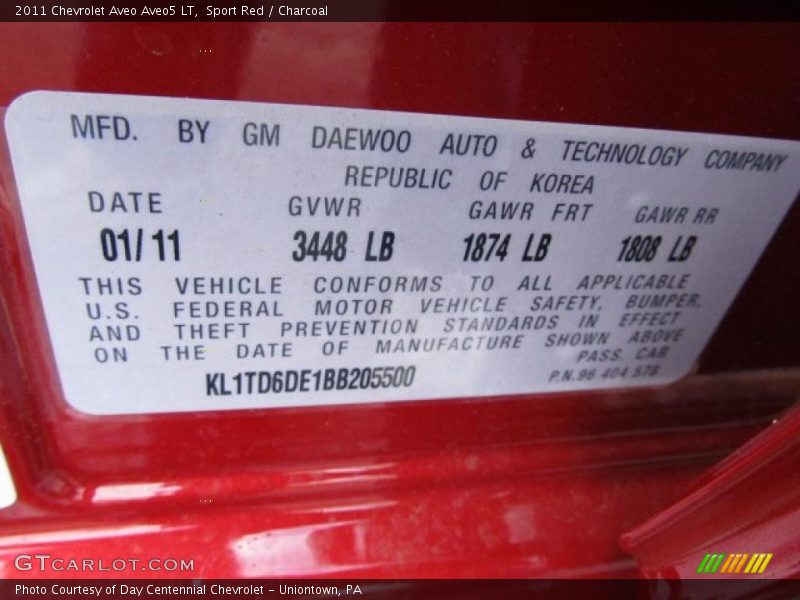 2011 Chevrolet Aveo Aveo5 LT, Sport Red / Charcoal
MFD. BY GM DAEWOO AUTO & TECHNOLOGY COMPANY
REPUBLIC OF KOREA
DATE GVWR GAWR FRT GAWR RR
01/11 3448 LB 1874 LB 1808 LB
THIS VEHICLE CONFORMS TO ALL APPLICABLE
U.S. FEDERAL MOTOR VEHICLE SAFETY, BUMPER,
AND THEFT PREVENTION STANDARDS IN EFFECT
ON THE DATE OF MANUFACTURE SHOWN ABOVE
PASS. CAR
KL1TD6DE1BB205500 P.N.96 404 578
GTCARLOT.COM
Photo Courtesy of Day Centennial Chevrolet - Uniontown, PA